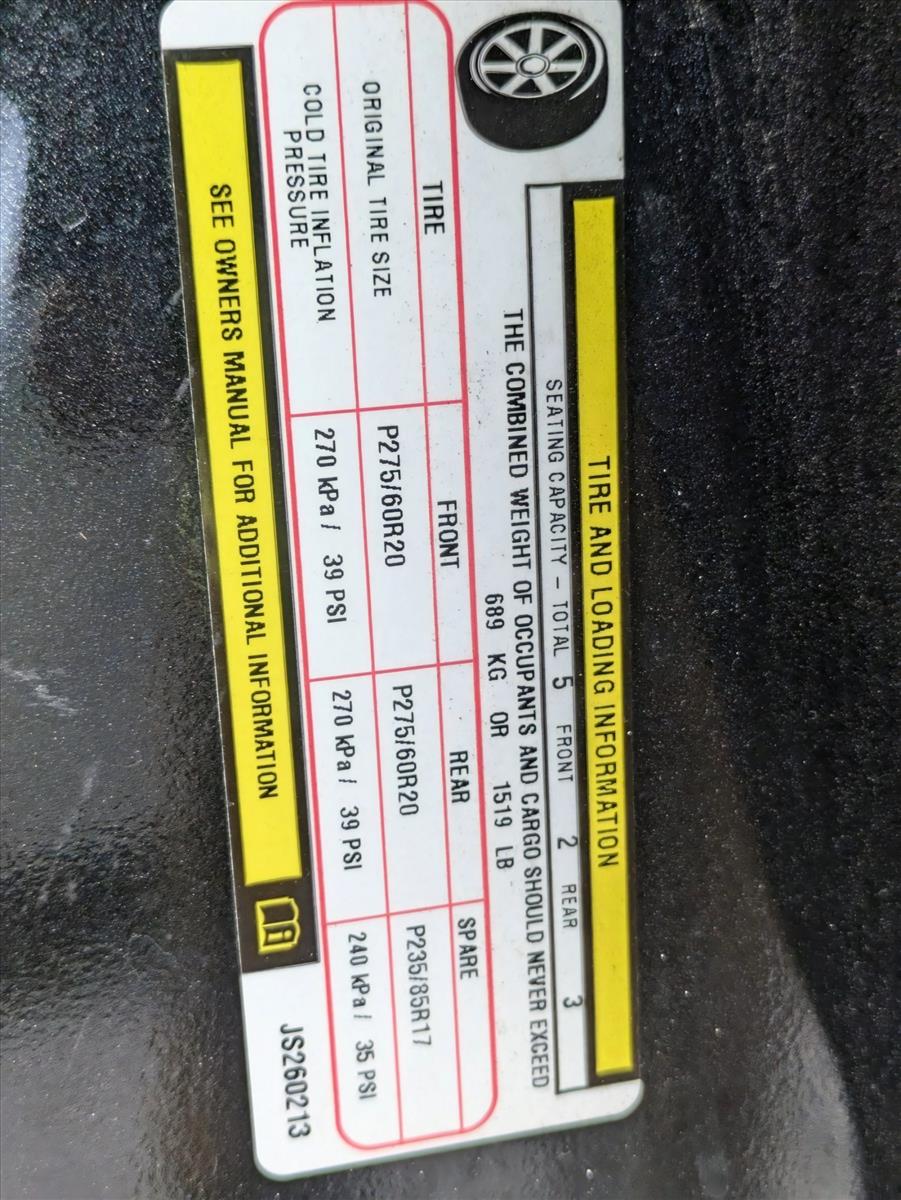 TIRE AND LOADING INFORMATION
SEATING CAPACITY - TOTAL 5 FRONT 2 REAR 3
THE COMBINED WEIGHT OF OCCUPANTS AND CARGO SHOULD NEVER EXCEED
689 KG OR 1519 LB
TIRE FRONT REAR SPARE
ORIGINAL TIRE SIZE P275/60R20 P275/60R20 P235/85R17
COLD TIRE INFLATION
PRESSURE 270 kPa / 39 PSI 270 kPa / 39 PSI 240 kPa / 35 PSI
SEE OWNERS MANUAL FOR ADDITIONAL INFORMATION
JS260213